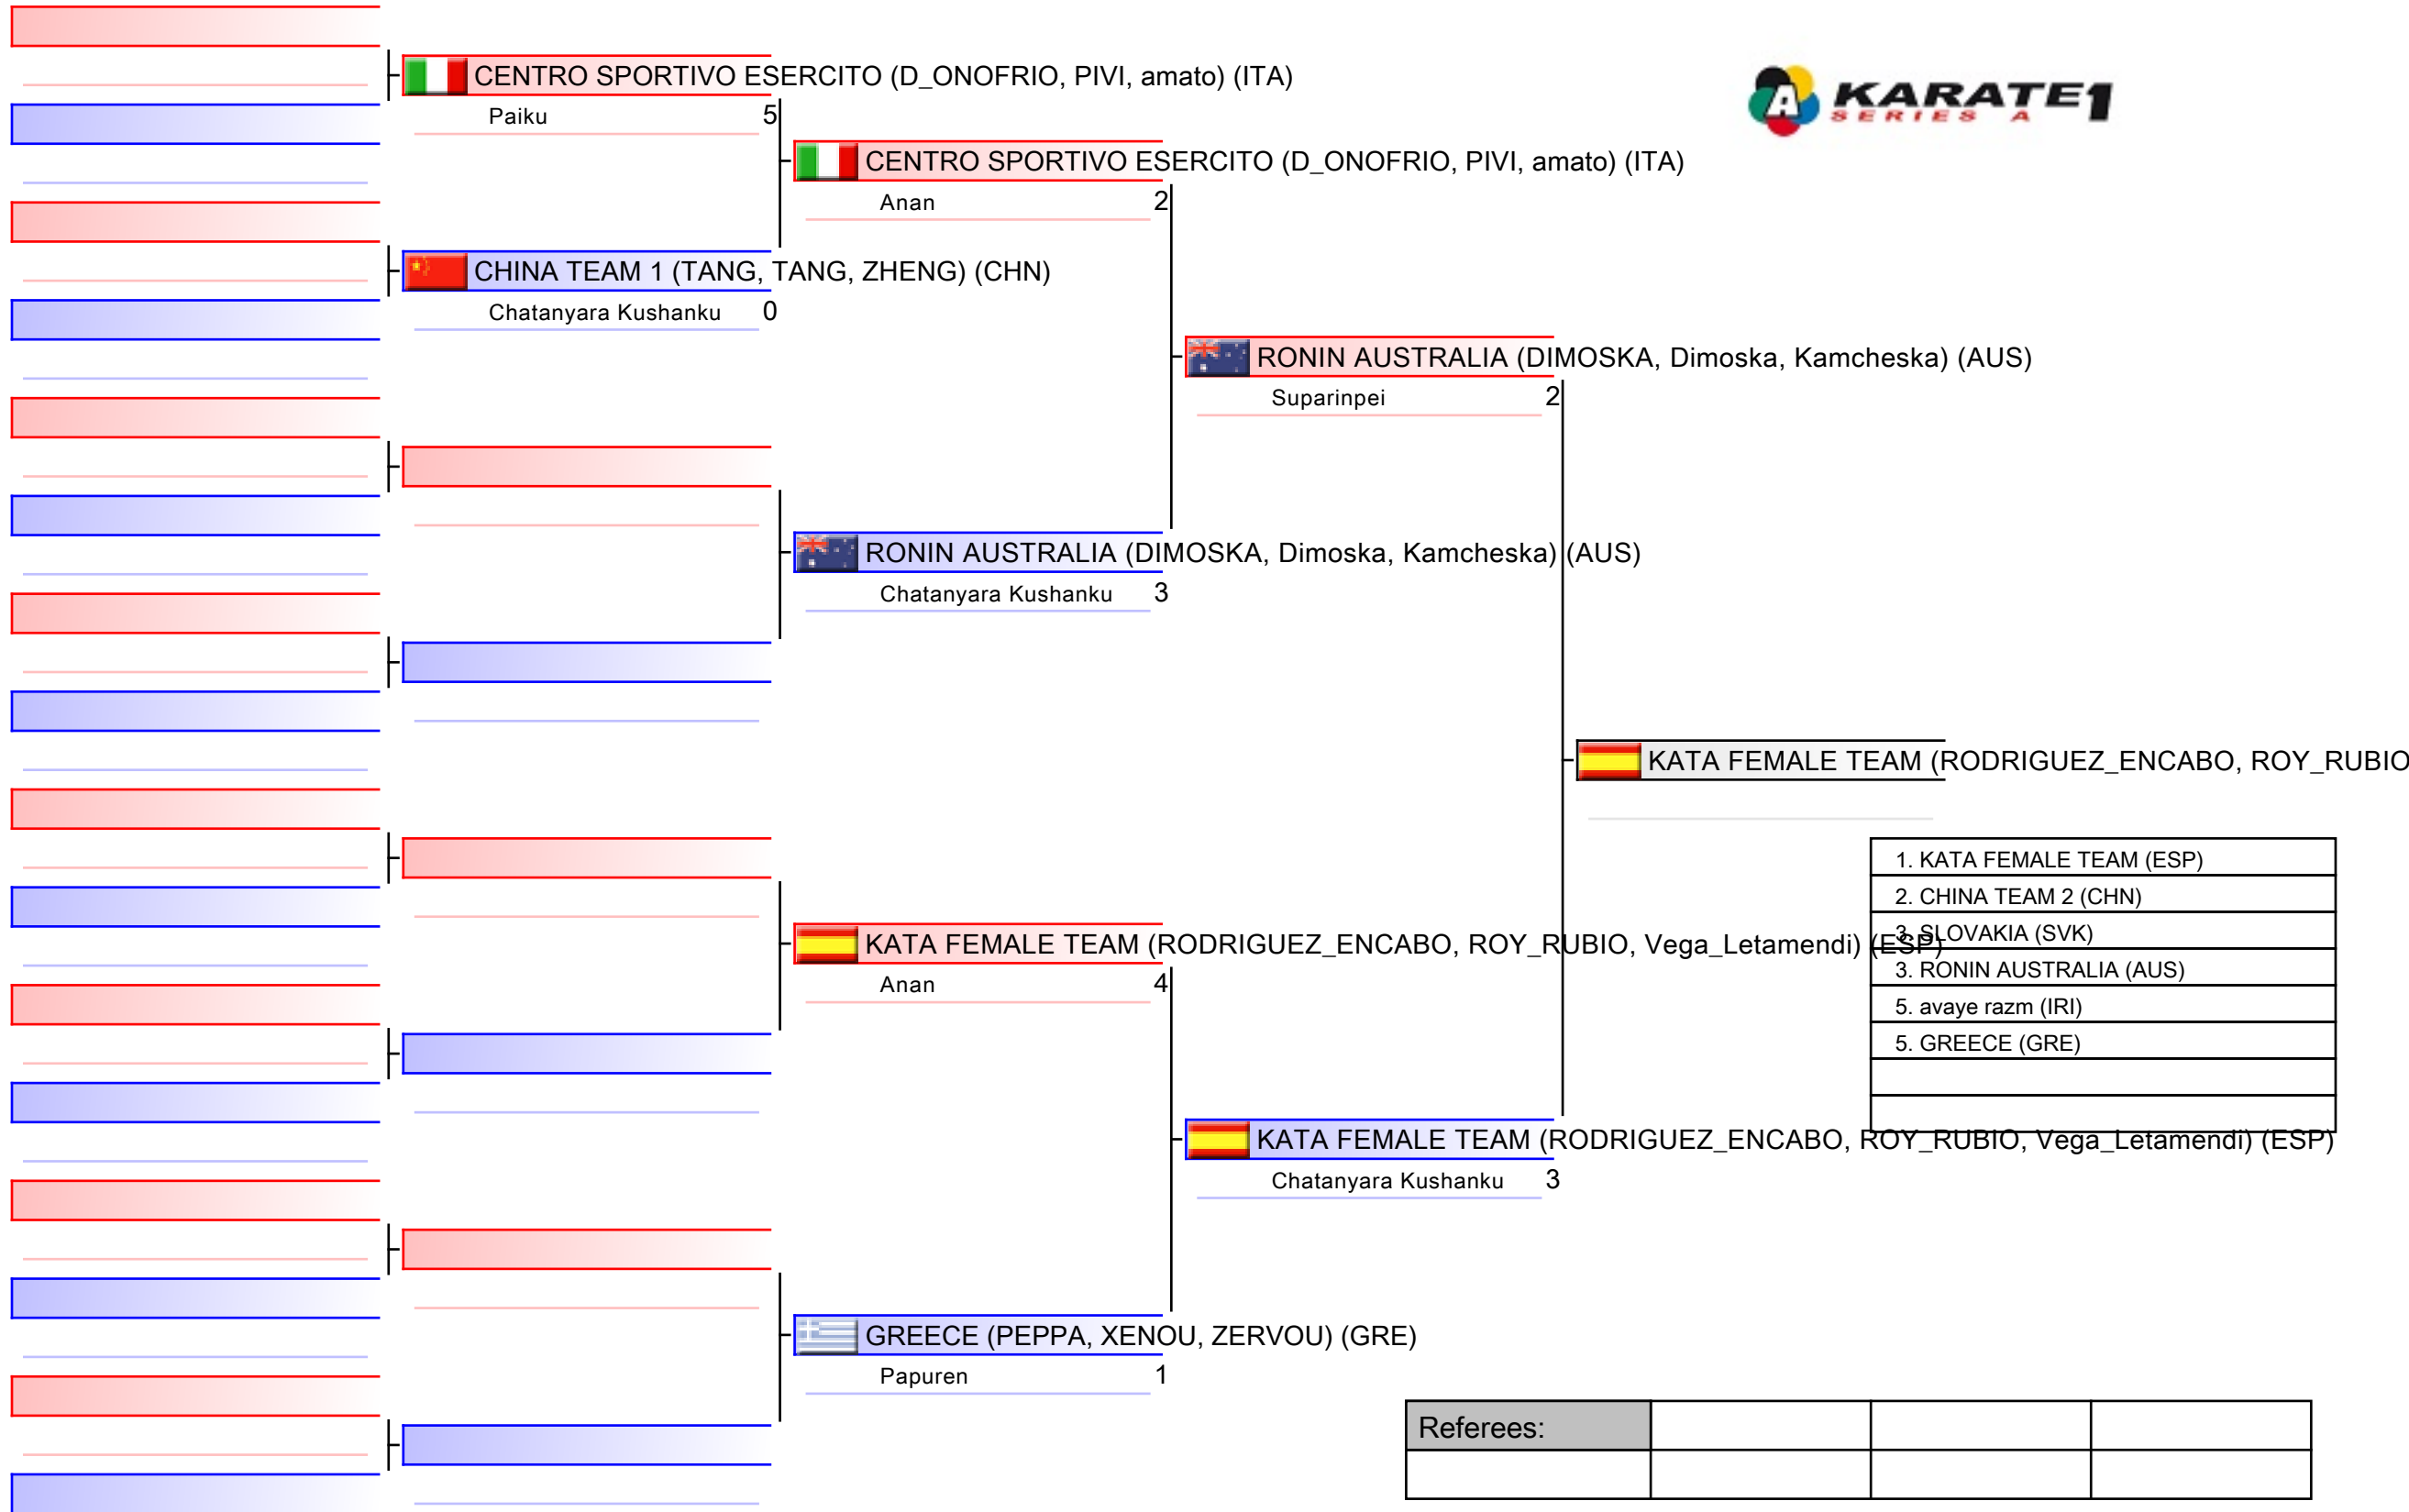 CENTRO SPORTIVO ESERCITO (D_ONOFRIO, PIVI, amato) (ITA)
Paiku 5
A KARATE1
SERIES A
CENTRO SPORTIVO ESERCITO (D_ONOFRIO, PIVI, amato) (ITA)
Anan 2
CHINA TEAM 1 (TANG, TANG, ZHENG) (CHN)
Chatanyara Kushanku 0
RONIN AUSTRALIA (DIMOSKA, Dimoska, Kamcheska) (AUS)
Suparinpei 2
RONIN AUSTRALIA (DIMOSKA, Dimoska, Kamcheska) (AUS)
Chatanyara Kushanku 3
KATA FEMALE TEAM (RODRIGUEZ_ENCABO, ROY_RUBIO
1. KATA FEMALE TEAM (ESP)
2. CHINA TEAM 2 (CHN)
3. SLOVAKIA (SVK)
3. RONIN AUSTRALIA (AUS)
5. avaye razm (IRI)
5. GREECE (GRE)
KATA FEMALE TEAM (RODRIGUEZ_ENCABO, ROY_RUBIO, Vega_Letamendi) (ESP)
Anan 4
KATA FEMALE TEAM (RODRIGUEZ_ENCABO, ROY_RUBIO, Vega_Letamendi) (ESP)
Chatanyara Kushanku 3
GREECE (PEPPA, XENOU, ZERVOU) (GRE)
Papuren 1
Referees: